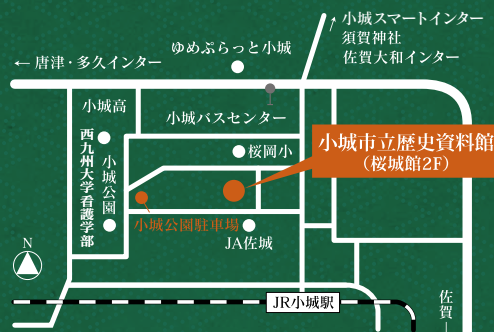 小城スマートインター
須賀神社
佐賀大和インター
ゆめぷらっと小城
← 唐津・多久インター
小城高
小城バスセンター
西九州大学看護学部
小城公園
桜岡小
小城市立歴史資料館
（桜城館2F）
小城公園駐車場
JA佐城
N
JR小城駅
佐賀